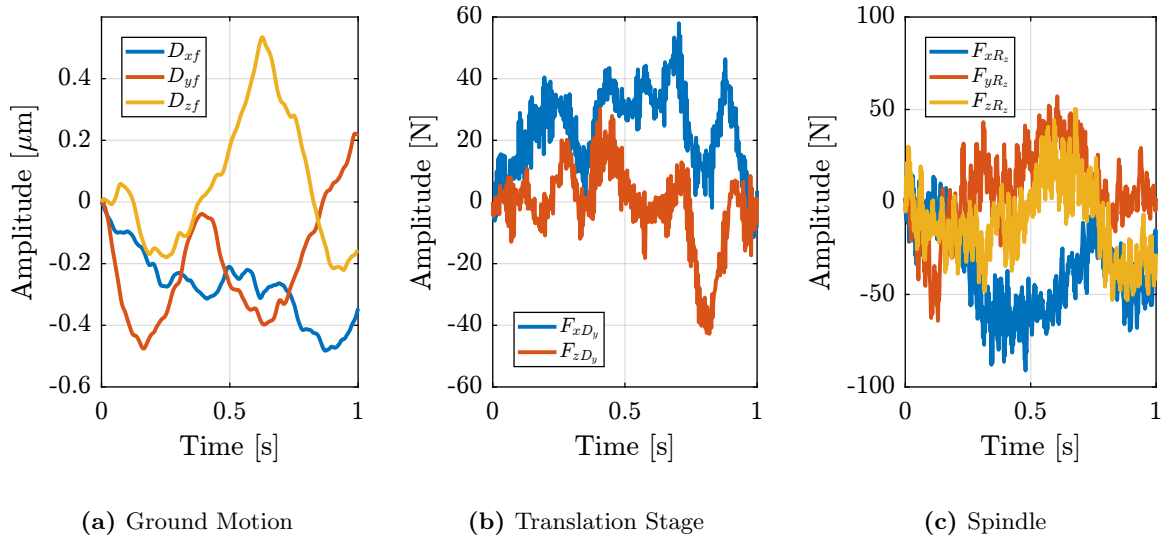 Amplitude [μm]
0.4
0.2
0
-0.2
-0.4
-0.6
0
0.5
1
Time [s]
D_{xf}
D_{yf}
D_{zf}
(a) Ground Motion
Amplitude [N]
60
40
20
0
-20
-40
-60
0
0.5
1
Time [s]
F_{xD_y}
F_{zD_y}
(b) Translation Stage
Amplitude [N]
100
50
0
-50
-100
0
0.5
1
Time [s]
F_{xR_z}
F_{yR_z}
F_{zR_z}
(c) Spindle